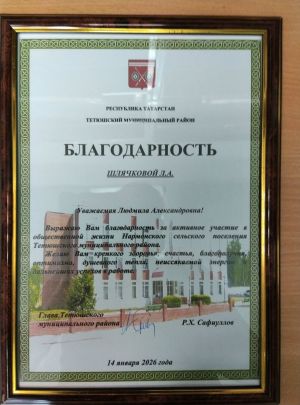 РЕСПУБЛИКА ТАТАРСТАН
ТЕТЮШСКИЙ МУНИЦИПАЛЬНЫЙ РАЙОН
БЛАГОДАРНОСТЬ
ШЛЯЧКОВОЙ Л.А.
Уважаемая Людмила Александровна!
Выражаю Вам благодарность за активное участие в
общественной жизни Нармонского сельского поселения
Тетюшского муниципального района.
Желаю Вам крепкого здоровья, счастья, благополучия,
оптимизма, душевного тепла, неиссякаемой энергии и
дальнейших успехов в работе.
Глава Тетюшского
муниципального района Р.Х. Сафиуллов
14 января 2026 года